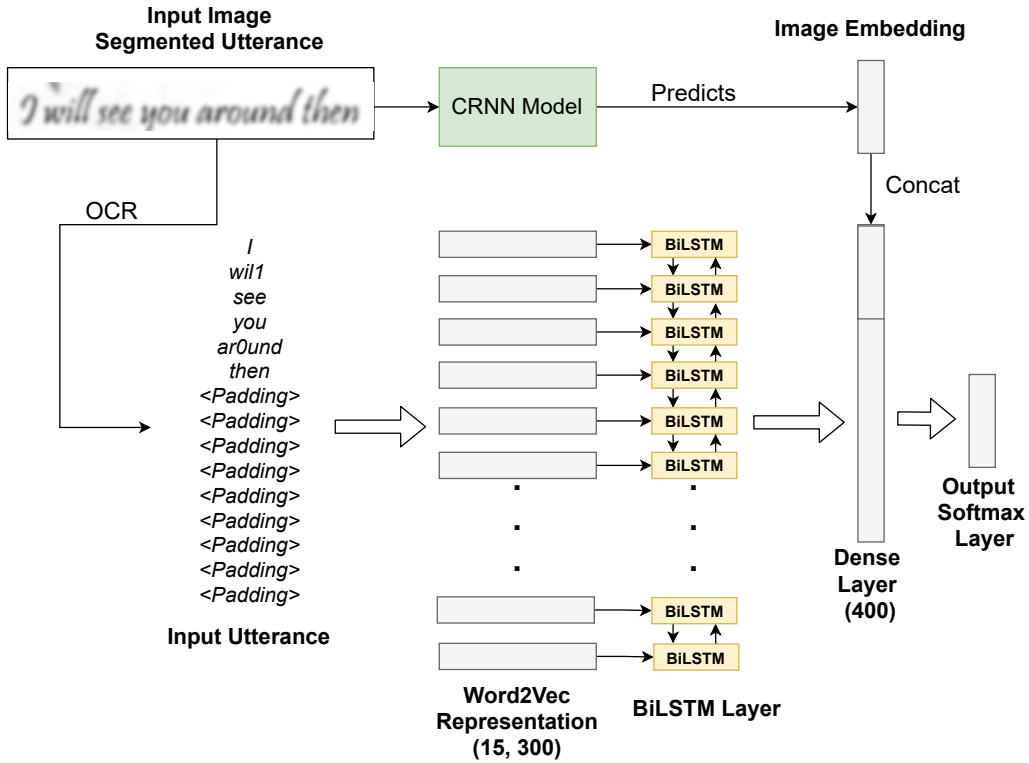 Input Image
Segmented Utterance
Image Embedding
I will see you around then
CRNN Model
Predicts
Concat
OCR
I
wil1
see
you
ar0und
then
<Padding>
<Padding>
<Padding>
<Padding>
<Padding>
<Padding>
<Padding>
<Padding>
<Padding>
Input Utterance
BiLSTM
BiLSTM
BiLSTM
BiLSTM
BiLSTM
BiLSTM
BiLSTM
BiLSTM
Word2Vec
Representation
(15, 300)
BiLSTM Layer
Dense
Layer
(400)
Output
Softmax
Layer